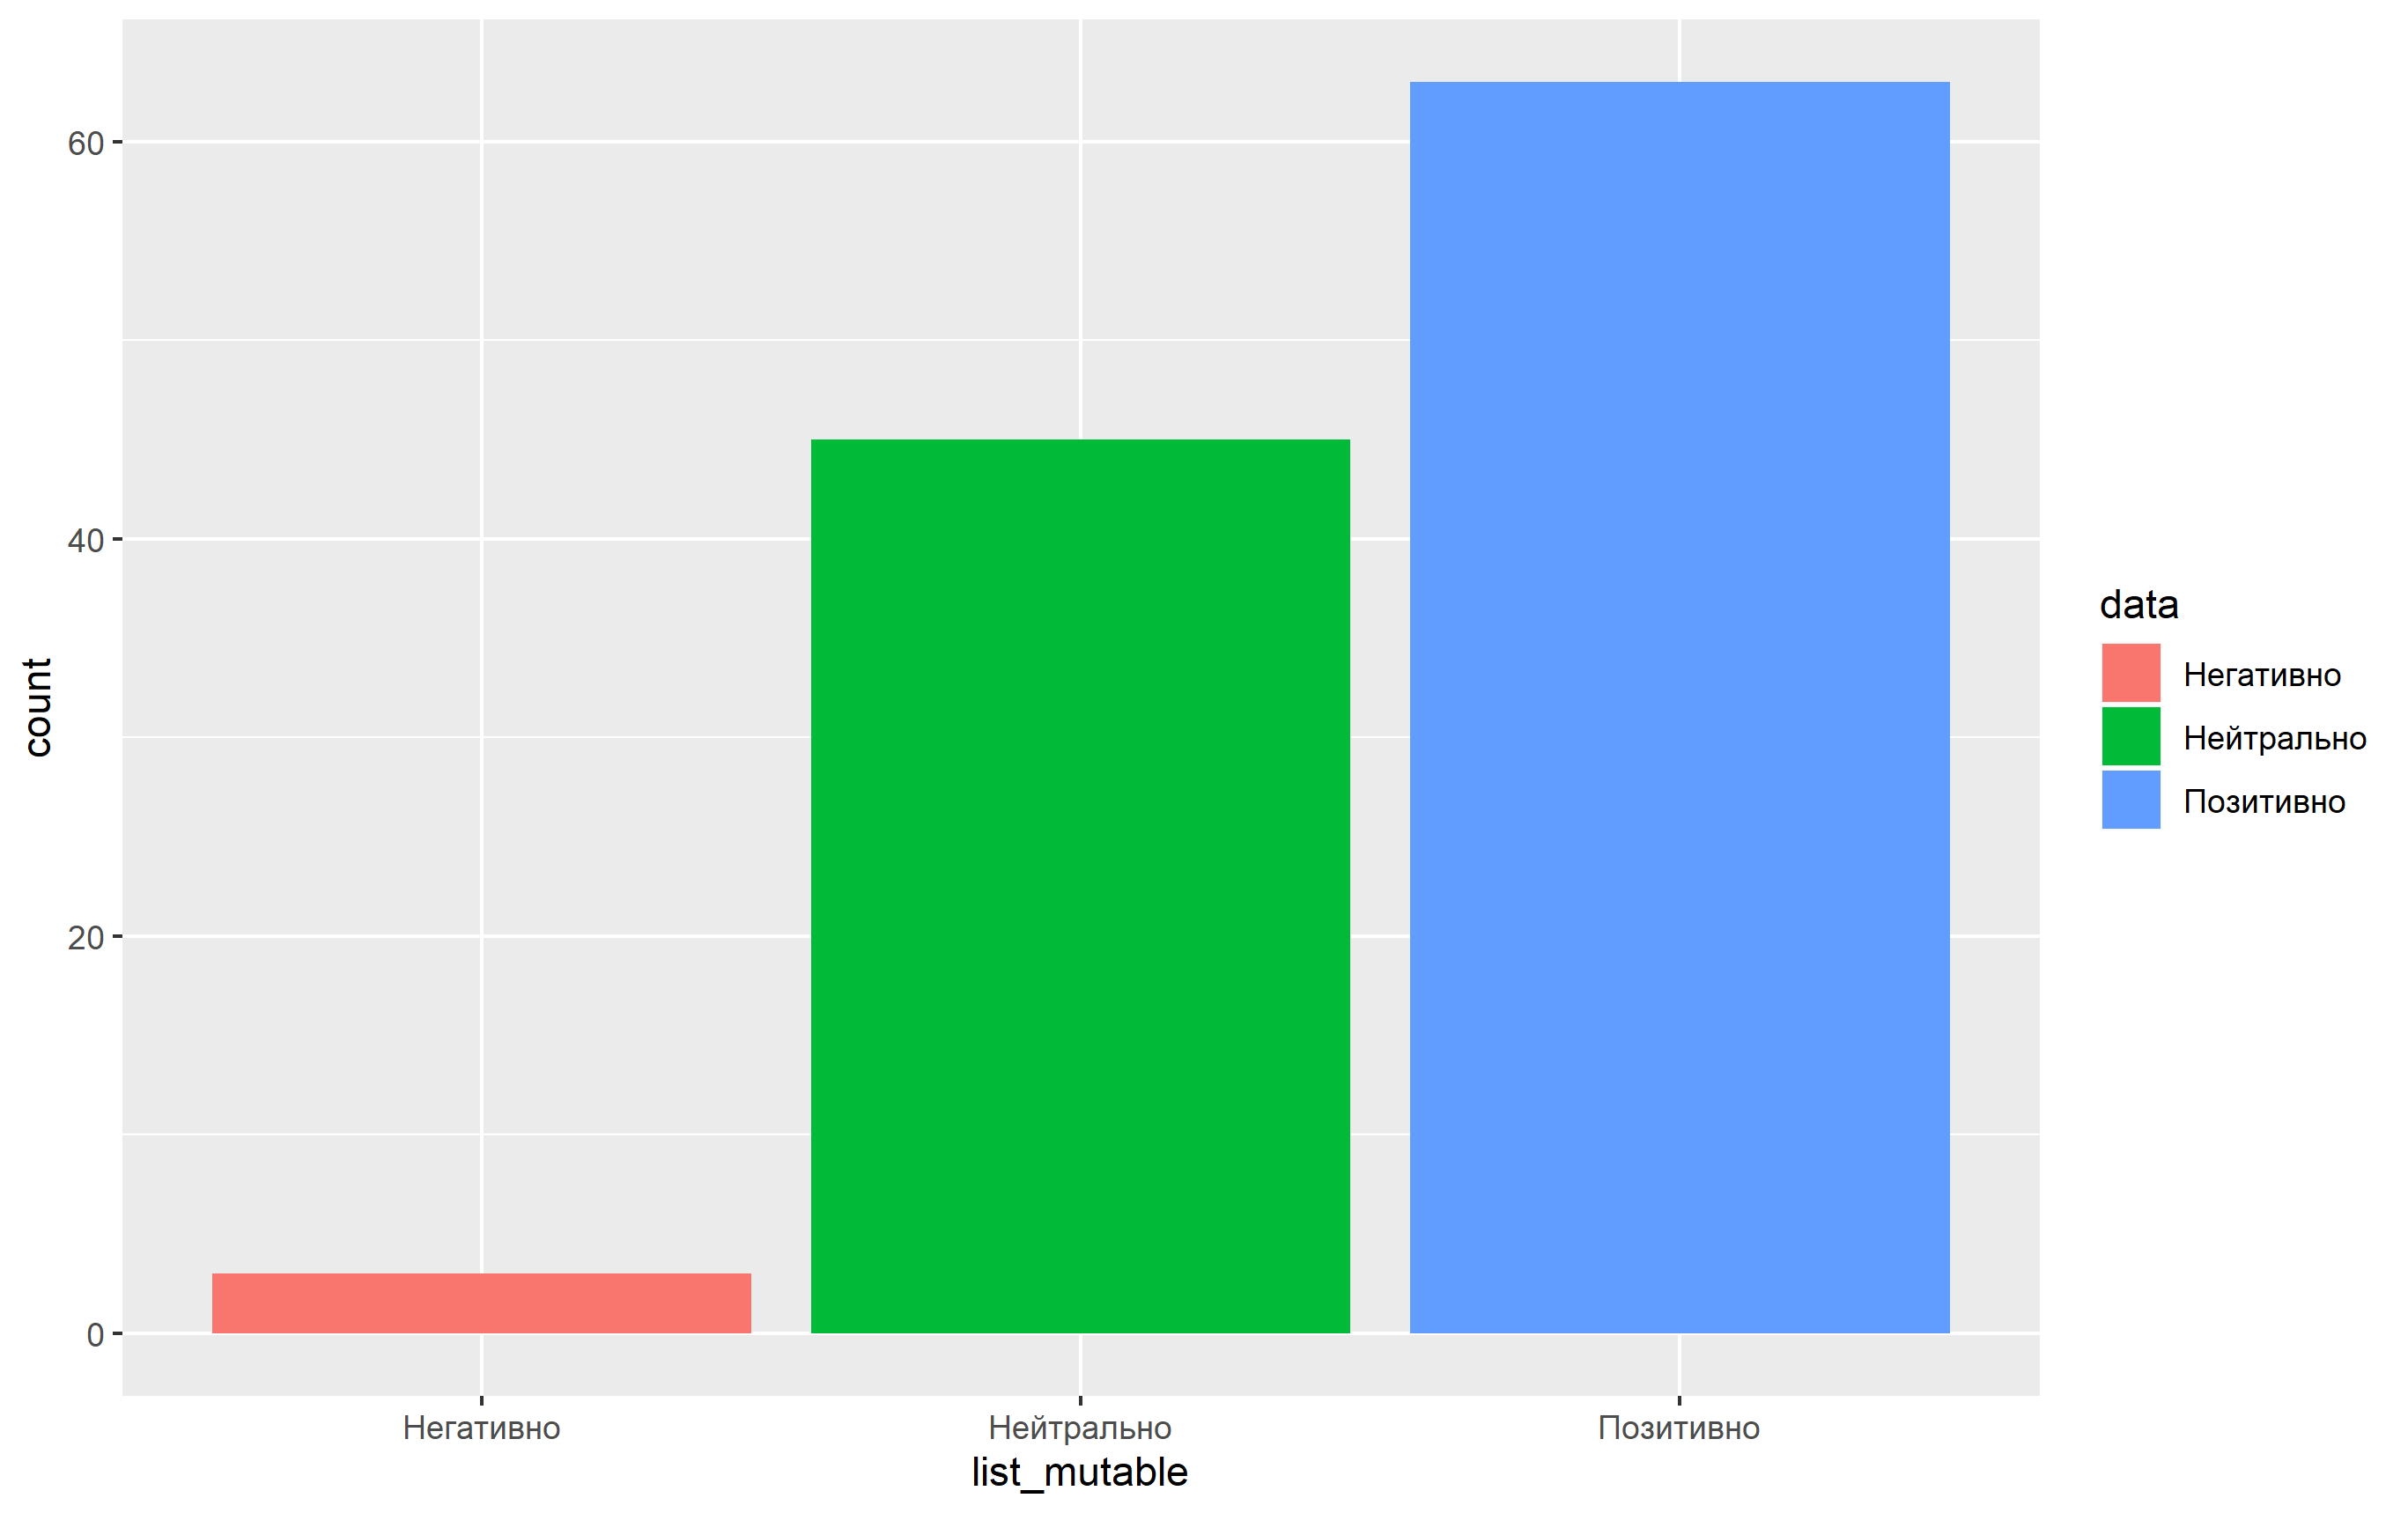 60
40
20
0
count
Негативно
Нейтрально
Позитивно
list_mutable
data
Негативно
Нейтрально
Позитивно